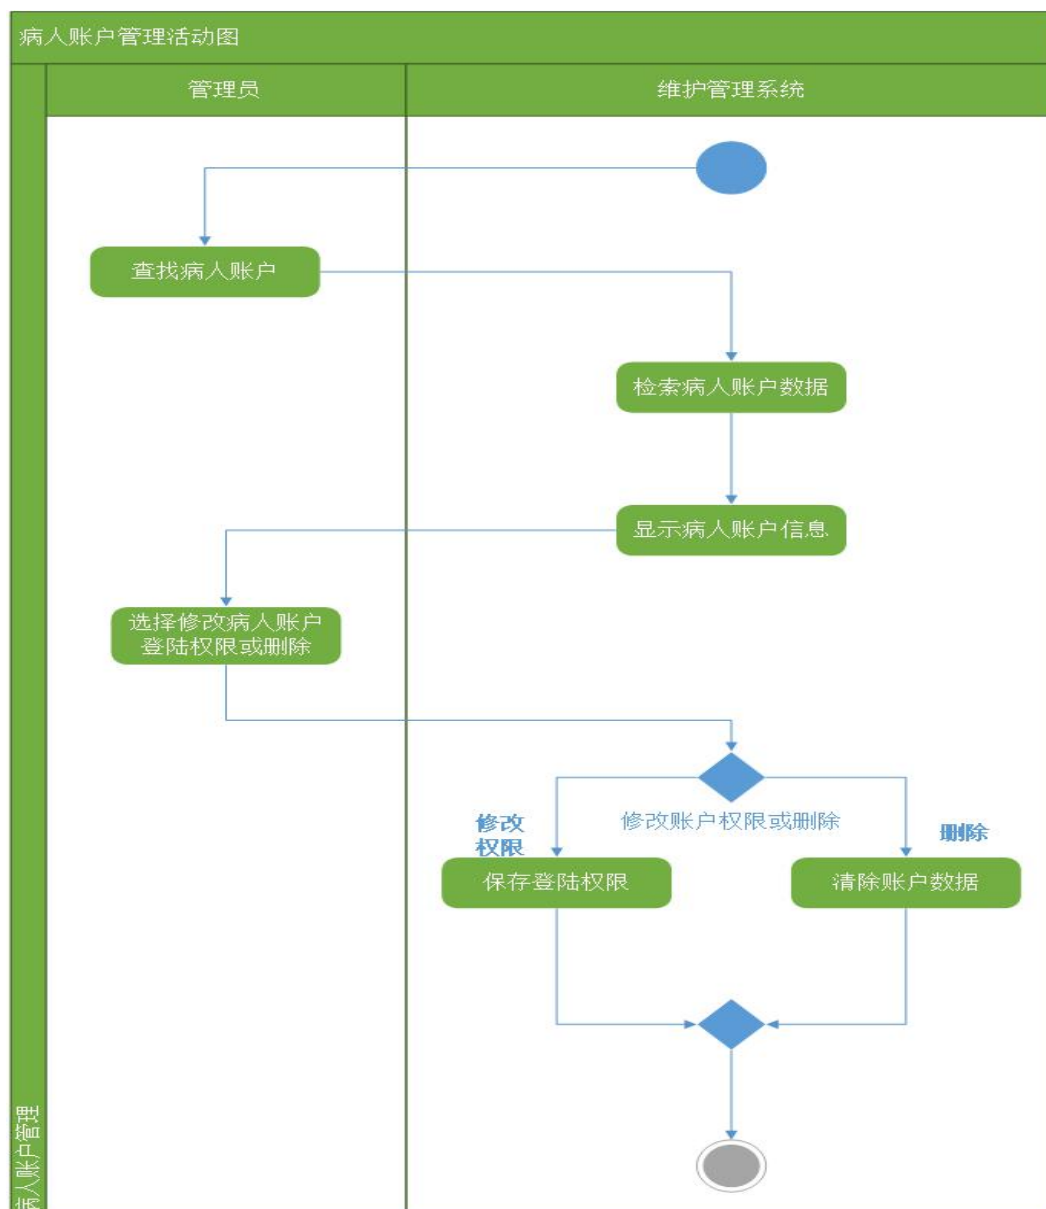 病人账户管理活动图
管理员
维护管理系统
查找病人账户
检索病人账户数据
显示病人账户信息
选择修改病人账户
登陆权限或删除
修改账户权限或删除
修改
权限
删除
保存登陆权限
清除账户数据
病人账户管理